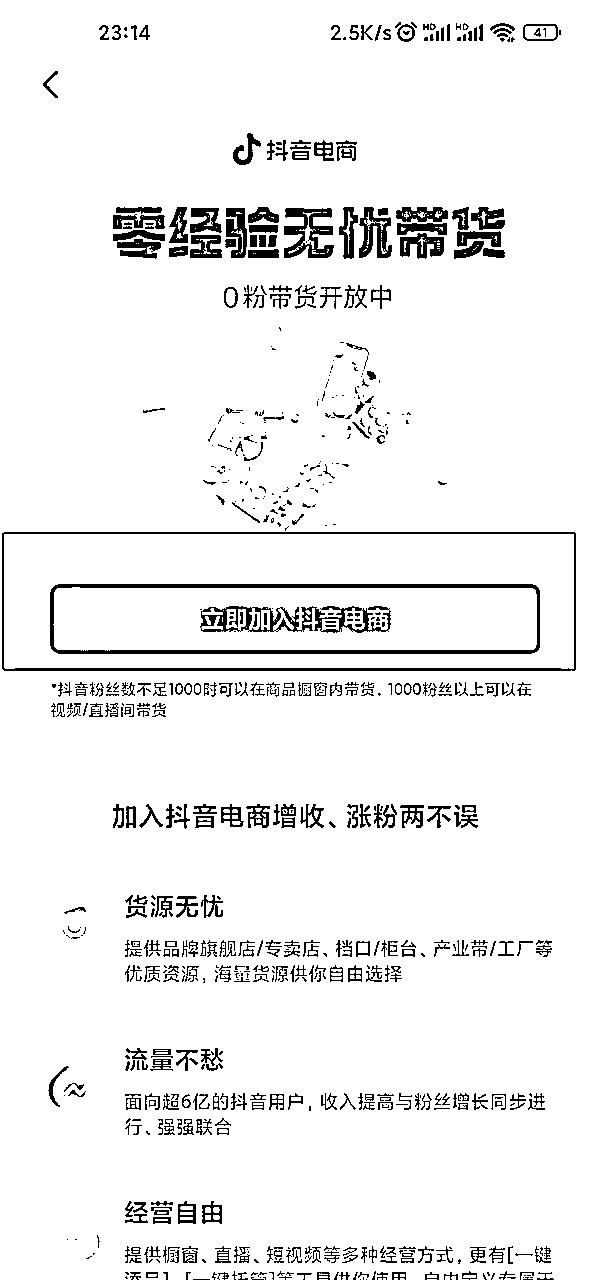 23:14
2.5K/s HD HD 41
抖音电商
零经验无忧带货
0粉带货开放中
立即加入抖音电商
*抖音粉丝数不足1000时可以在商品橱窗内带货、1000粉丝以上可以在
视频/直播间带货
加入抖音电商增收、涨粉两不误
货源无忧
提供品牌旗舰店/专卖店、档口/柜台、产业带/工厂等
优质资源, 海量货源供你自由选择
流量不愁
面向超6亿的抖音用户, 收入提高与粉丝增长同步进
行、强强联合
经营自由
提供橱窗、直播、短视频等多种经营方式, 更有[一键